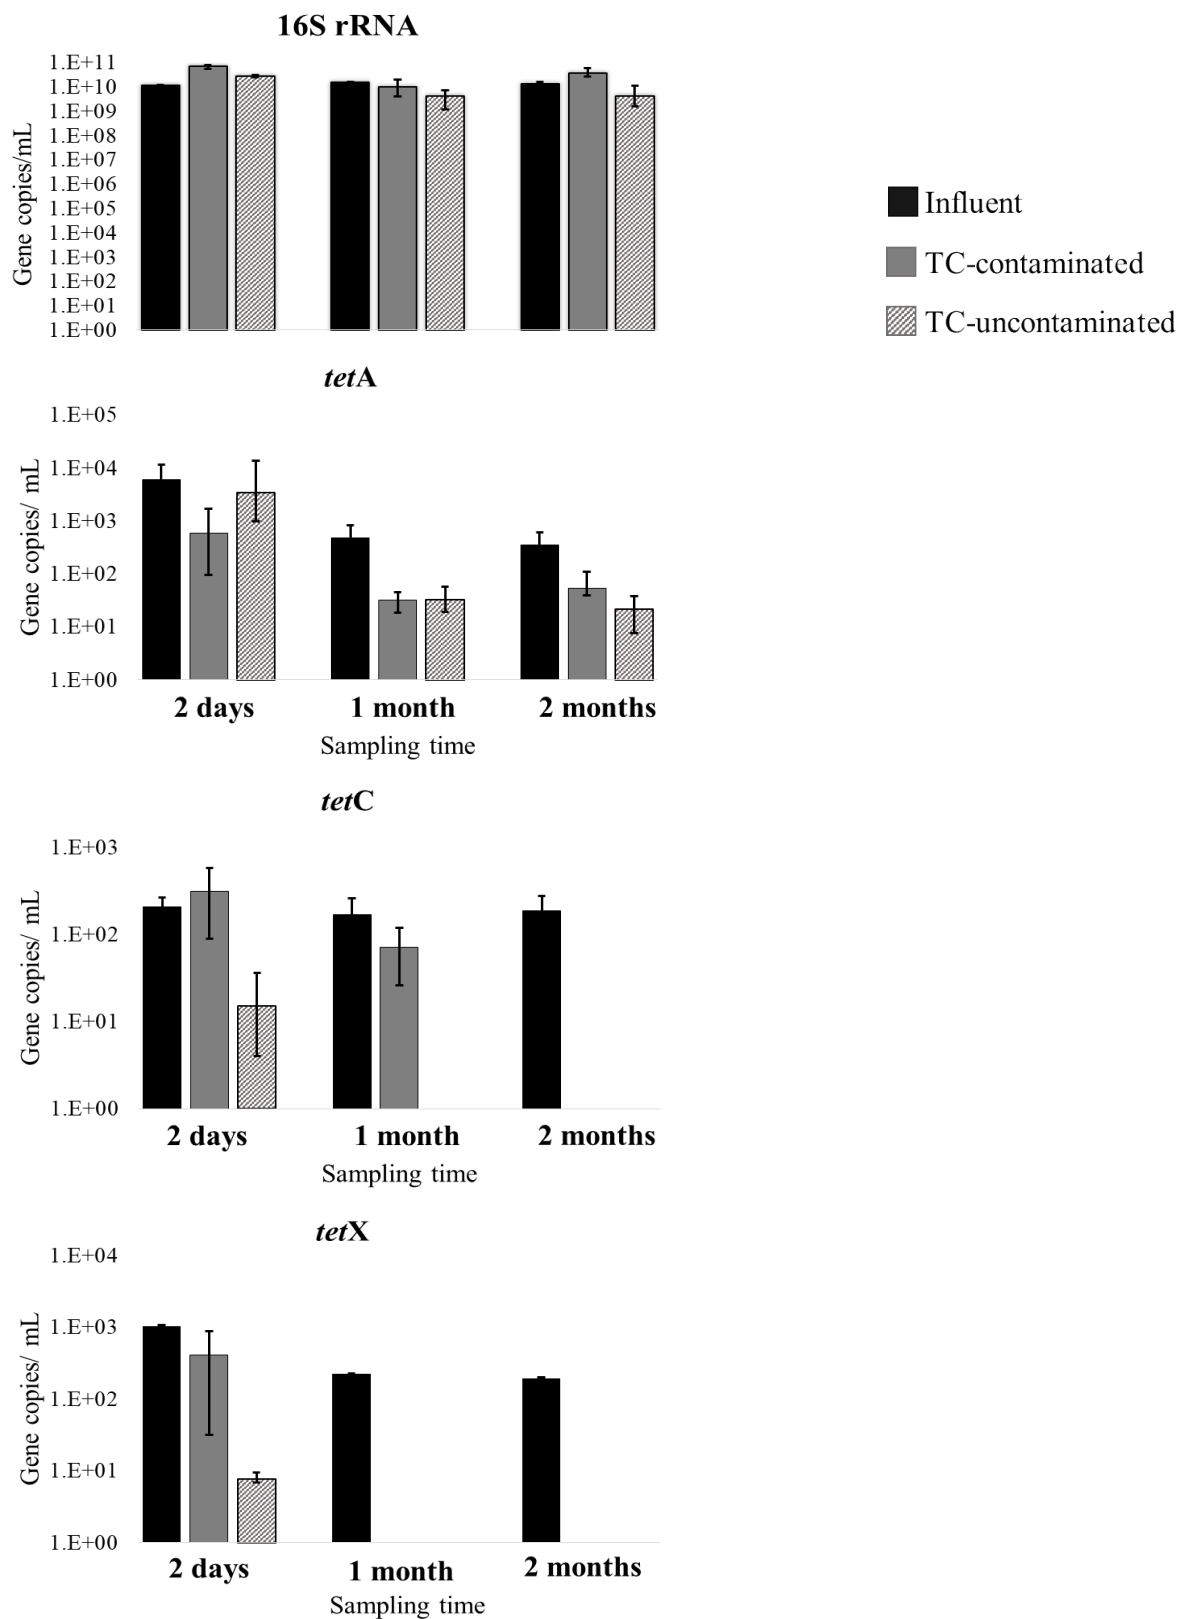 16S rRNA
Gene copies/mL
1.E+11
1.E+10
1.E+09
1.E+08
1.E+07
1.E+06
1.E+05
1.E+04
1.E+03
1.E+02
1.E+01
1.E+00
Influent
TC-contaminated
TC-uncontaminated
tetA
Gene copies/ mL
1.E+05
1.E+04
1.E+03
1.E+02
1.E+01
1.E+00
2 days 1 month 2 months
Sampling time
tetC
Gene copies/ mL
1.E+03
1.E+02
1.E+01
1.E+00
2 days 1 month 2 months
Sampling time
tetX
Gene copies/ mL
1.E+04
1.E+03
1.E+02
1.E+01
1.E+00
2 days 1 month 2 months
Sampling time